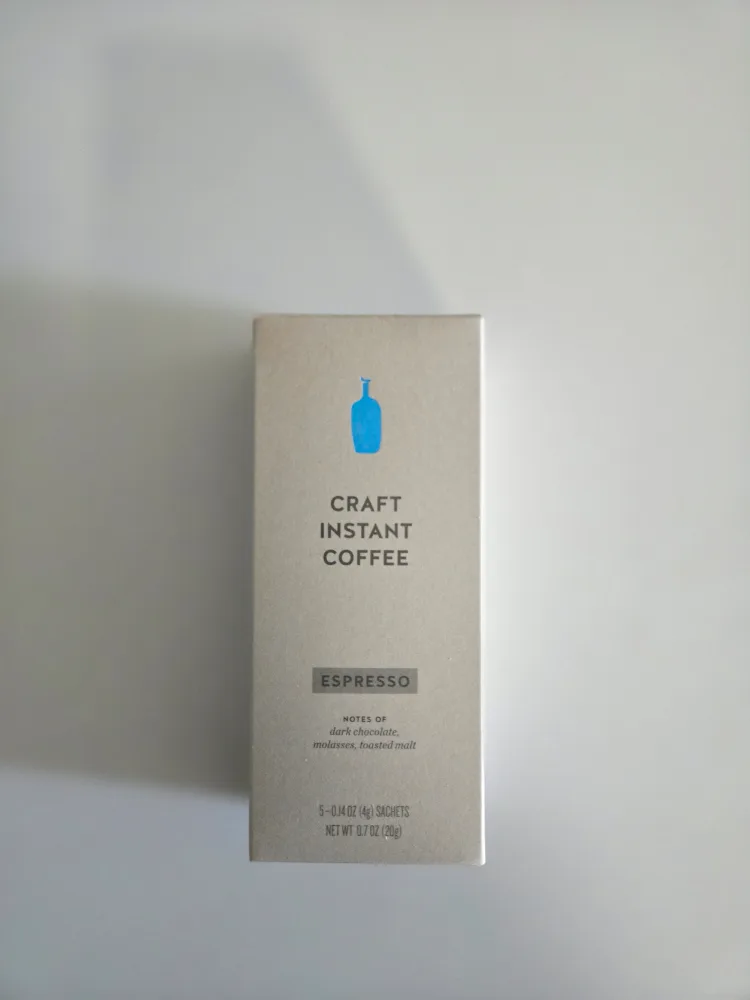 CRAFT
INSTANT
COFFEE
ESPRESSO
NOTES OF
dark chocolate,
molasses, toasted malt
5-0.14 OZ (4g) SACHETS
NET WT 0.7 OZ (20g)